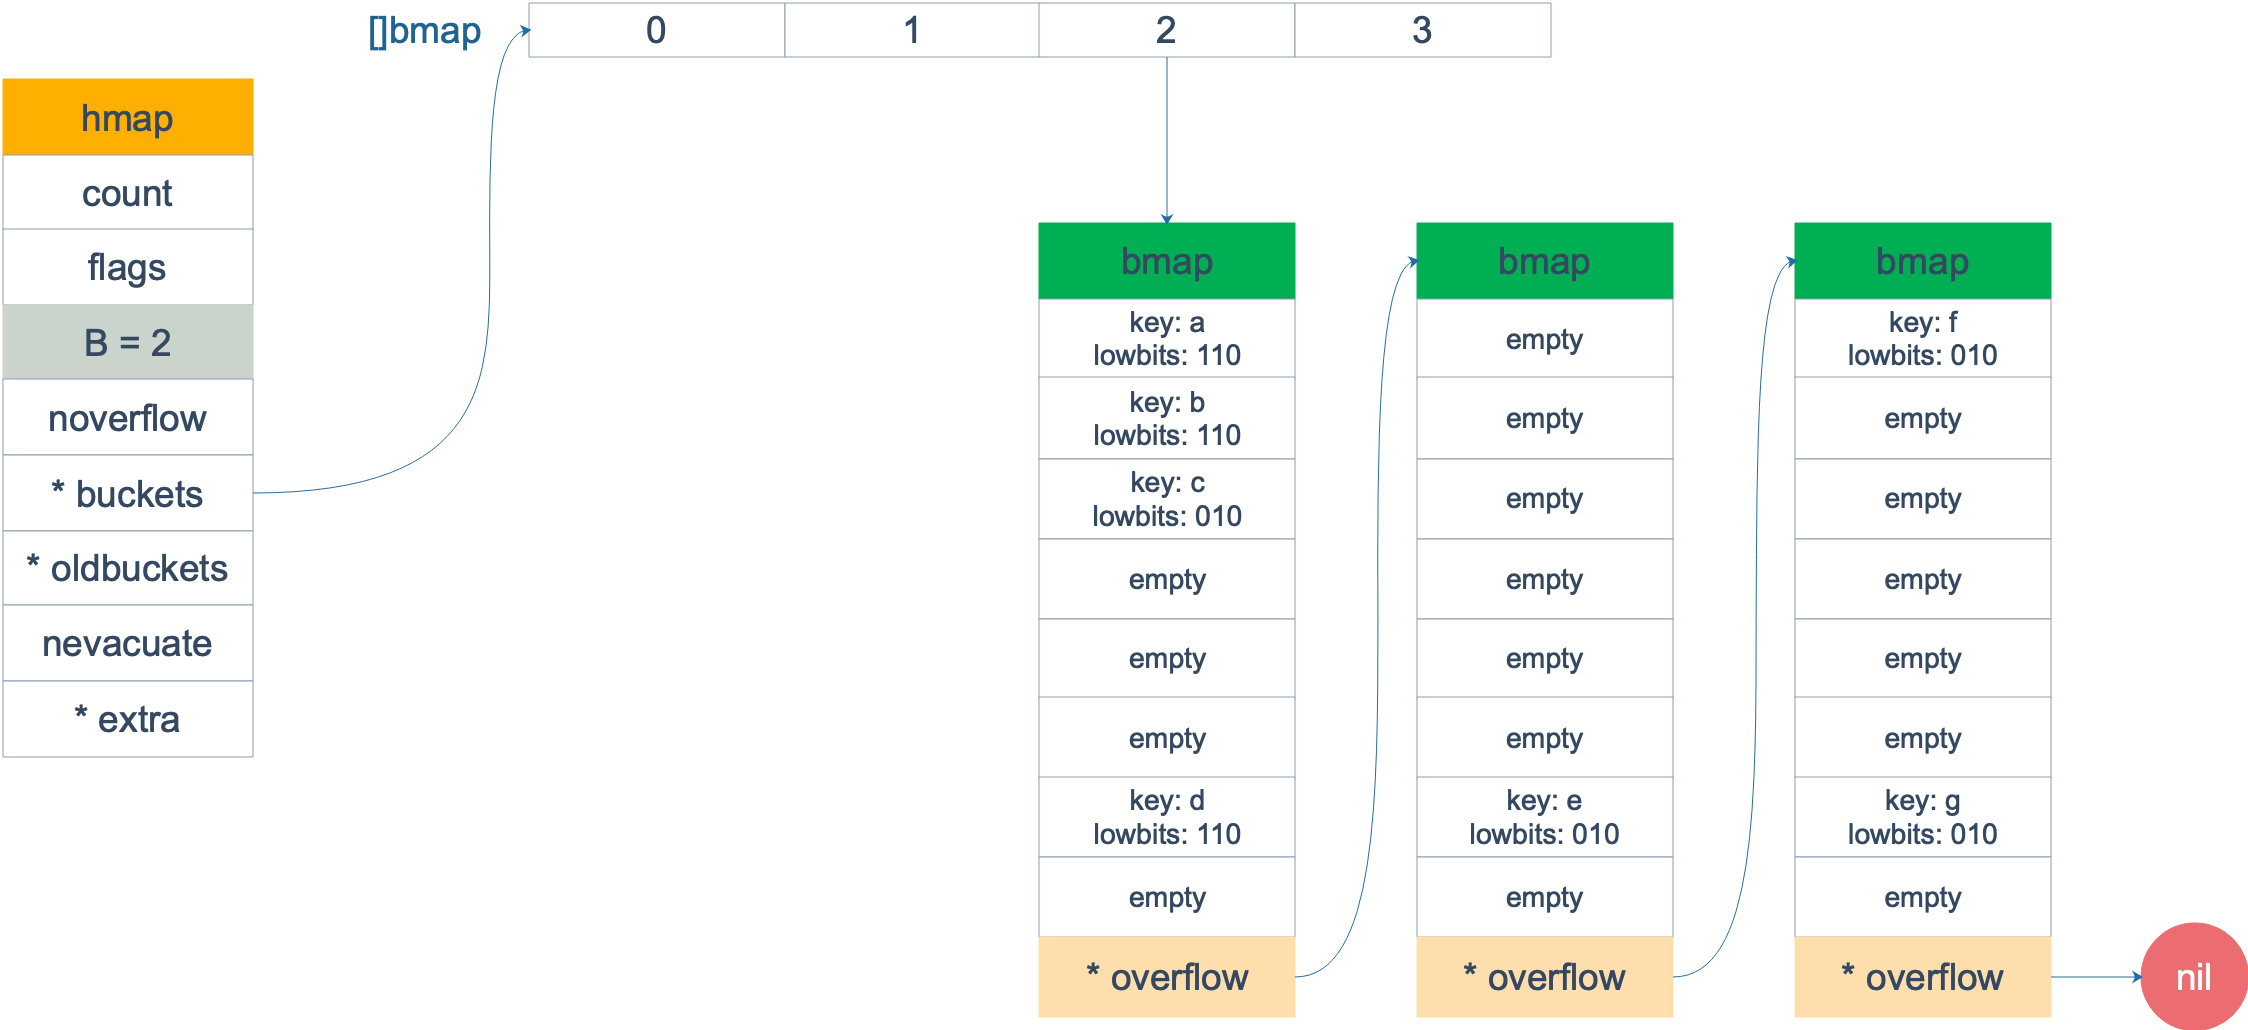 []bmap
0
1
2
3
hmap
count
flags
B = 2
noverflow
* buckets
* oldbuckets
nevacuate
* extra
bmap
key: a
lowbits: 110
key: b
lowbits: 110
key: c
lowbits: 010
empty
empty
empty
key: d
lowbits: 110
empty
* overflow
bmap
empty
empty
empty
empty
empty
empty
key: e
lowbits: 010
empty
* overflow
bmap
key: f
lowbits: 010
empty
empty
empty
empty
empty
key: g
lowbits: 010
empty
* overflow
nil